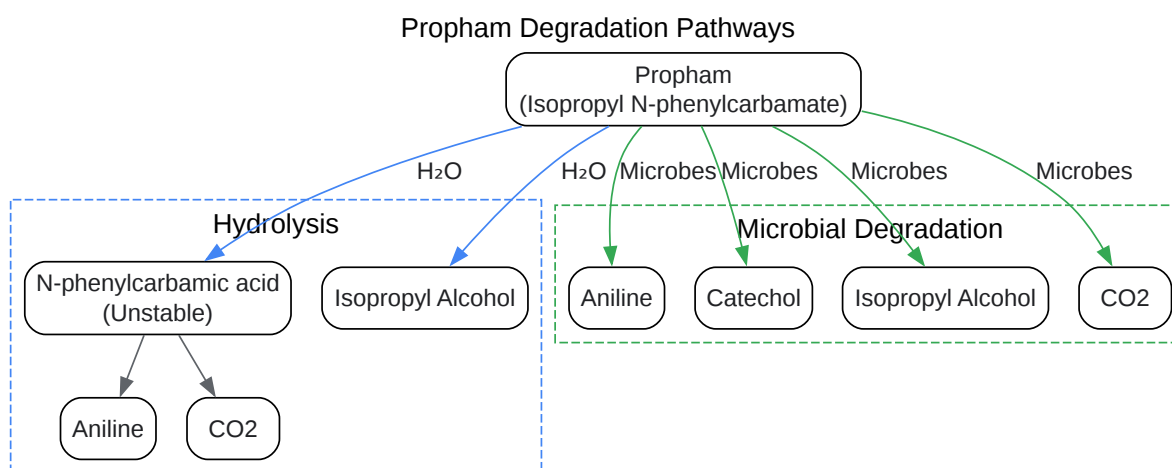 Propham Degradation Pathways
Propham
(Isopropyl N-phenylcarbamate)
H₂O
H₂O
Microbes
Microbes
Microbes
Microbes
Hydrolysis
Microbial Degradation
N-phenylcarbamic acid
(Unstable)
Isopropyl Alcohol
Aniline
Catechol
Isopropyl Alcohol
CO2
Aniline
CO2